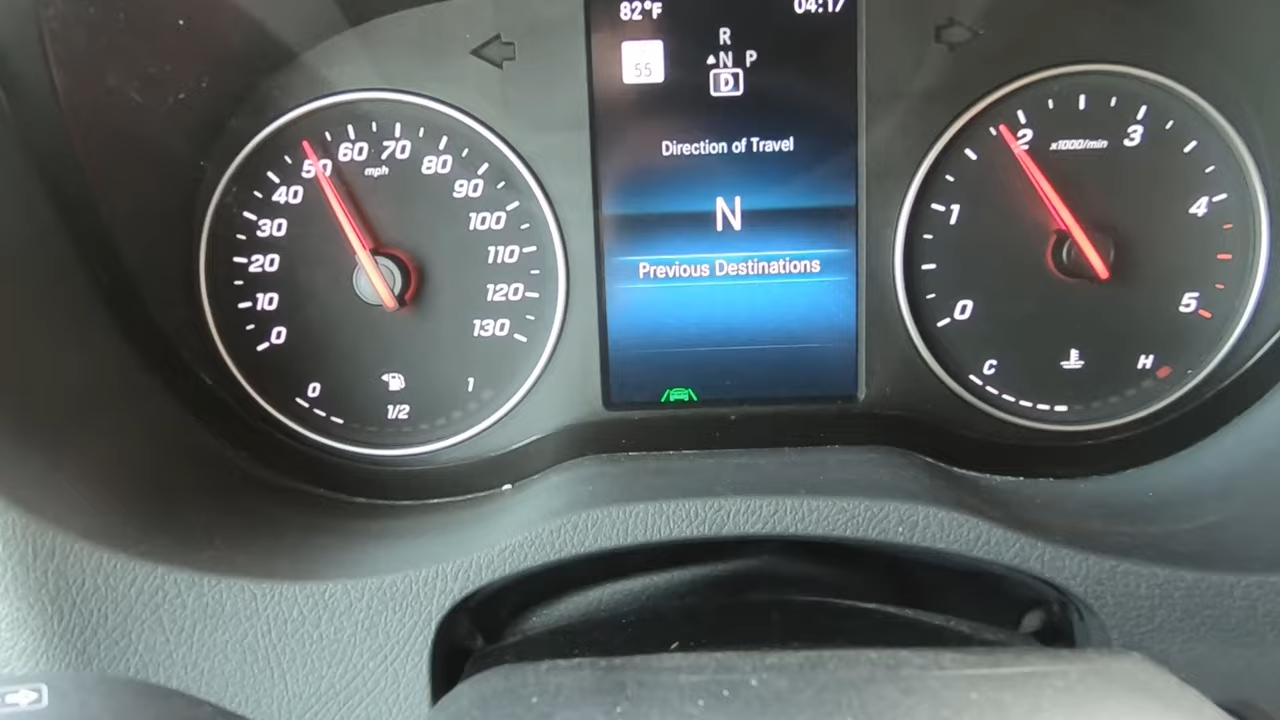 82°F 04:17
R
55 N P
D
Direction of Travel
N
Previous Destinations
0 10 20 30 40 50 60 70 80 90 100 110 120 130
mph
0 1/2 1
0 1 2 3 4 5
x1000/min
C H